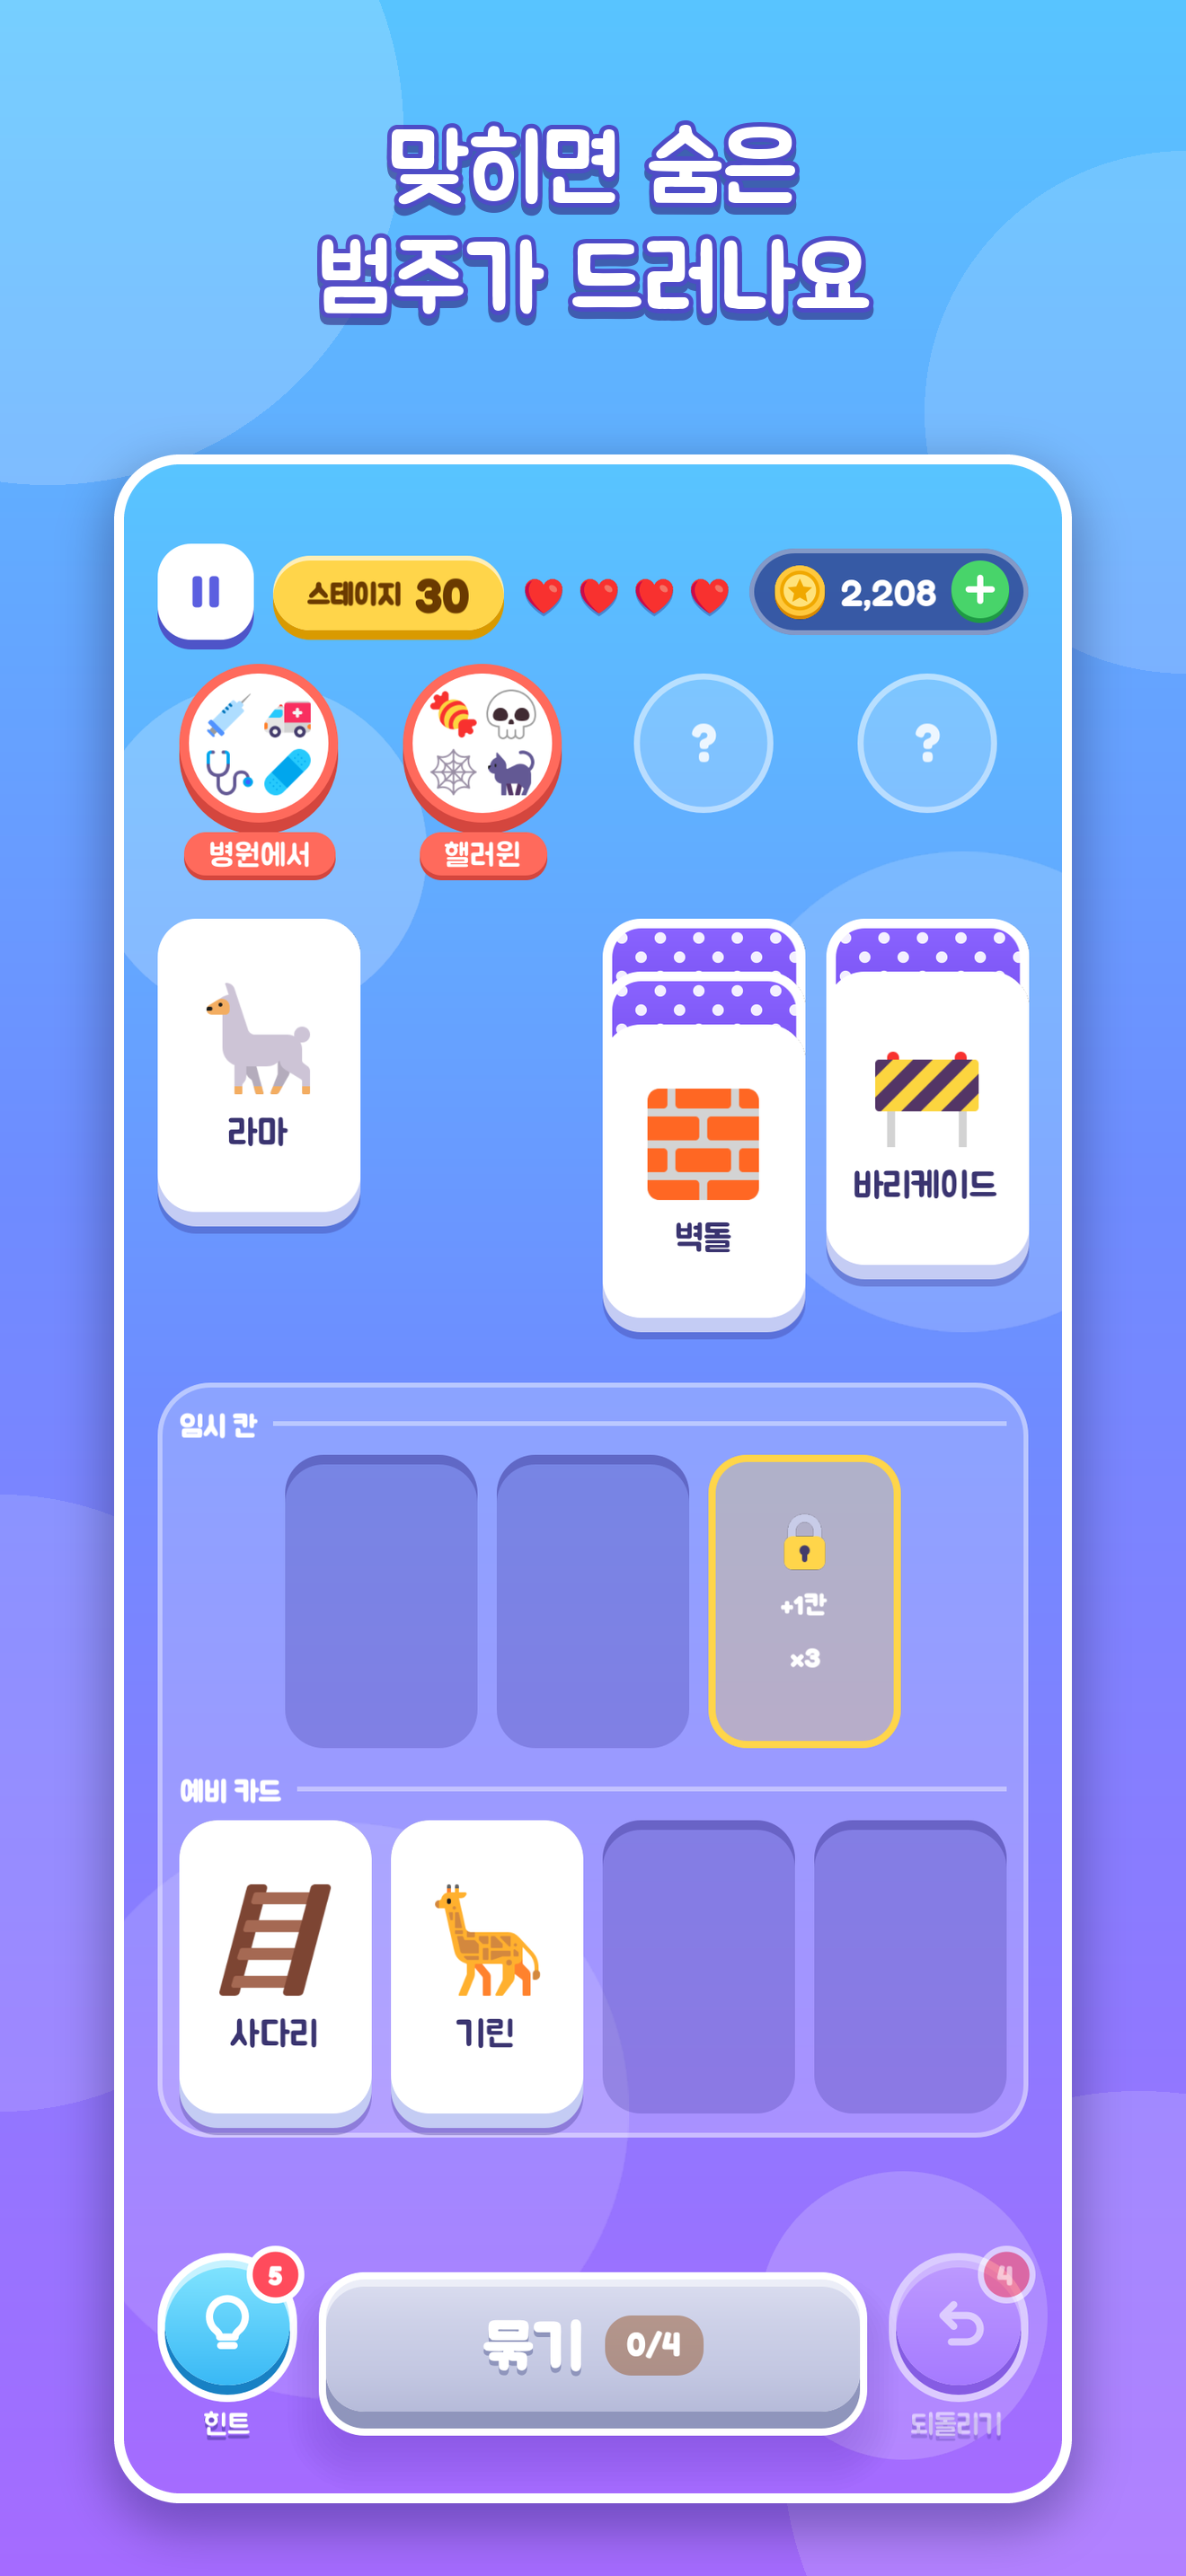 맞히면 숨은
범주가 드러나요
스테이지 30
2,208
?
?
병원에서
핼러윈
라마
벽돌
바리케이드
임시 칸
+1칸
×3
예비 카드
사다리
기린
5
묶기 0/4
4
힌트
되돌리기